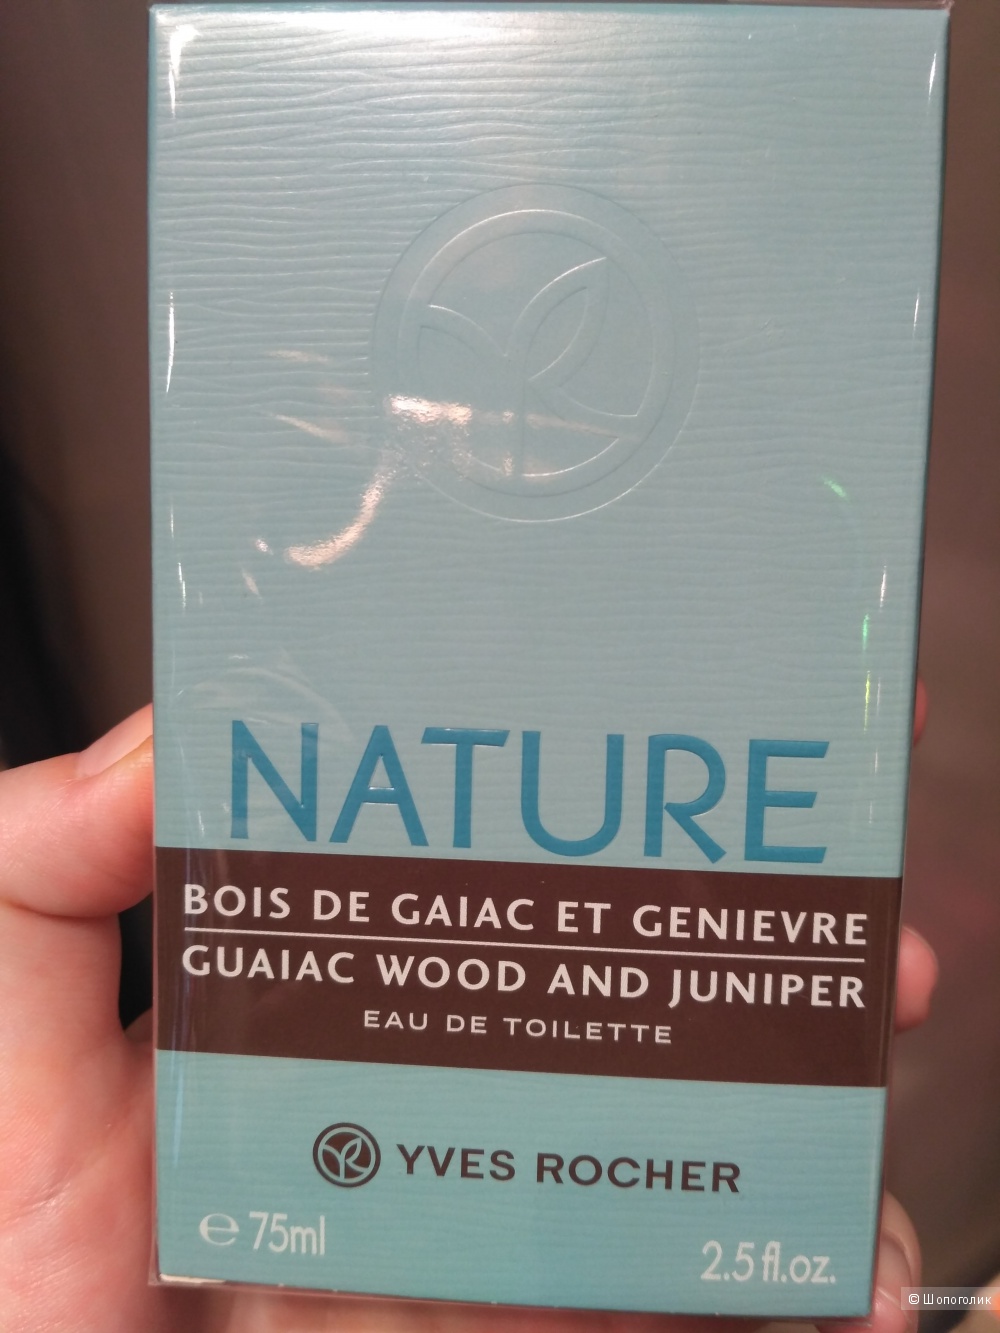 NATURE
BOIS DE GAIAC ET GENIEVRE
GUAIAC WOOD AND JUNIPER
EAU DE TOILETTE
YVES ROCHER
℮ 75ml
2.5 fl.oz.
© Шопоголик